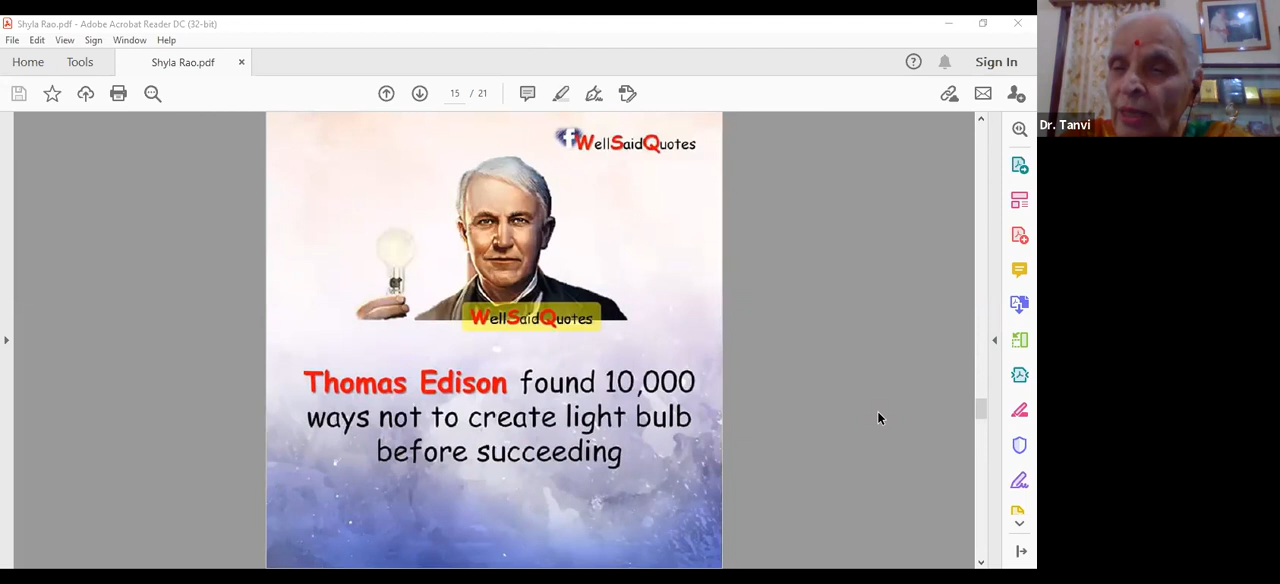 Shyla Rao.pdf - Adobe Acrobat Reader DC (32-bit)
File Edit View Sign Window Help
Home Tools Shyla Rao.pdf × Sign In
15 / 21
Dr. Tanvi
WellSaidQuotes
WellSaidQuotes
Thomas Edison found 10,000
ways not to create light bulb
before succeeding